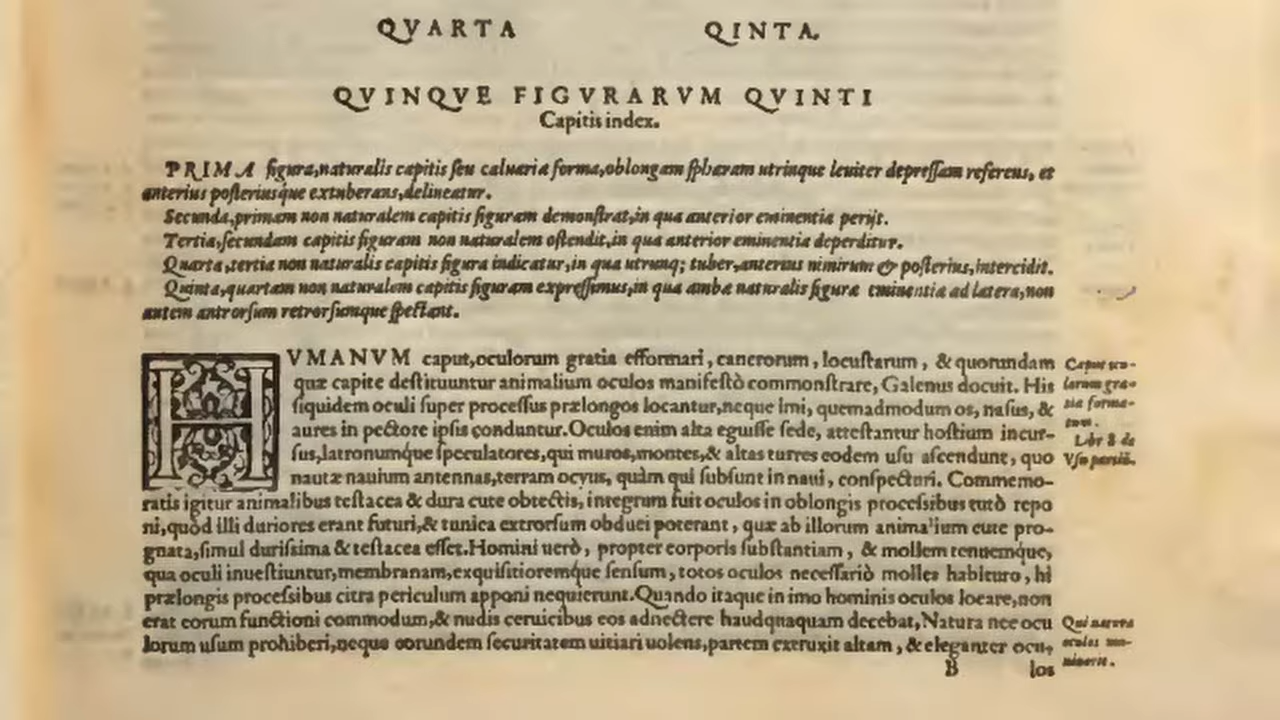 QVARTA QINTA.
QVINQVE FIGVRARVM QVINTI
Capitis index.
PRIMA figura,naturalis capitis ſeu caluariæ forma,oblongam ſphæram utrinque leuiter depreſſam referens, et
anterius poſteriusque extuberans,delineatur.
Secunda,primam non naturalem capitis figuram demonſtrat,in qua anterior eminentia perijt.
Tertia,ſecundam capitis figuram non naturalem oſtendit,in qua anterior eminentia deperditur.
Quarta,tertia non naturalis capitis figura indicatur,in qua utrunq; tuber,anterius nimirum & poſterius,intercidit.
Quinta,quartam non naturalem capitis figuram expreſſimus,in qua ambæ naturalis figuræ eminentia ad latera,non
autem antrorſum retrorſumque ſpectant.
HVMANVM caput,oculorum gratia efformari, cancrorum, locuſtarum, & quorundam
quæ capite deſtituuntur animalium oculos manifeſtò commonſtrare, Galenus docuit. His
ſiquidem oculi ſuper proceſſus prælongos locantur,neque imi, quemadmodum os, naſus, &
aures in pectore ipſis conduntur.Oculos enim alta eguiſſe ſede, atteſtantur hoſtium incur-
ſus,latronumq́ue ſpeculatores,qui muros,montes,& altas turres eodem uſu aſcendunt, quo
nautæ nauium antennas,terram ocyus, quàm qui ſubſunt in naui, conſpecturi. Commemo-
ratis igitur animalibus teſtacea & dura cute obtectis, integrum fuit oculos in oblongis proceſsibus tutò repo
ni,quòd illi duriores erant futuri,& tunica extrorſum obduci poterant, quæ ab illorum animalium cute pro-
gnata,ſimul duriſsima & teſtacea eſſet.Homini uerò, propter corporis ſubſtantiam, & mollem tenuemq́ue,
qua oculi inueſtiuntur,membranam,exquiſitioremq́ue ſenſum, totos oculos neceſſariò molles habituro, hi
prælongis proceſsibus citra periculum apponi nequierunt.Quando itaque in imo hominis oculos locare,non
erat eorum functioni commodum,& nudis ceruicibus eos adnectere haudquaquam decebat,Natura nec ocu
lorum uſum prohiberi,neque eorundem ſecuritatem uitiari uolens,partem extruxit altam, & eleganter ocu-
B los
Caput ocu-
lorum gra-
tia forma-
tum.
Libr 8 de
Vſu partiū.
Qui natura
oculos mu-
nierit.